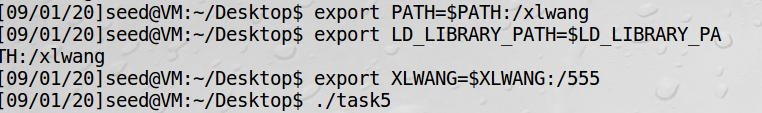 [09/01/20]seed@VM:~/Desktop$ export PATH=$PATH:/xlwang
[09/01/20]seed@VM:~/Desktop$ export LD_LIBRARY_PATH=$LD_LIBRARY_PA
TH:/xlwang
[09/01/20]seed@VM:~/Desktop$ export XLWANG=$XLWANG:/555
[09/01/20]seed@VM:~/Desktop$ ./task5